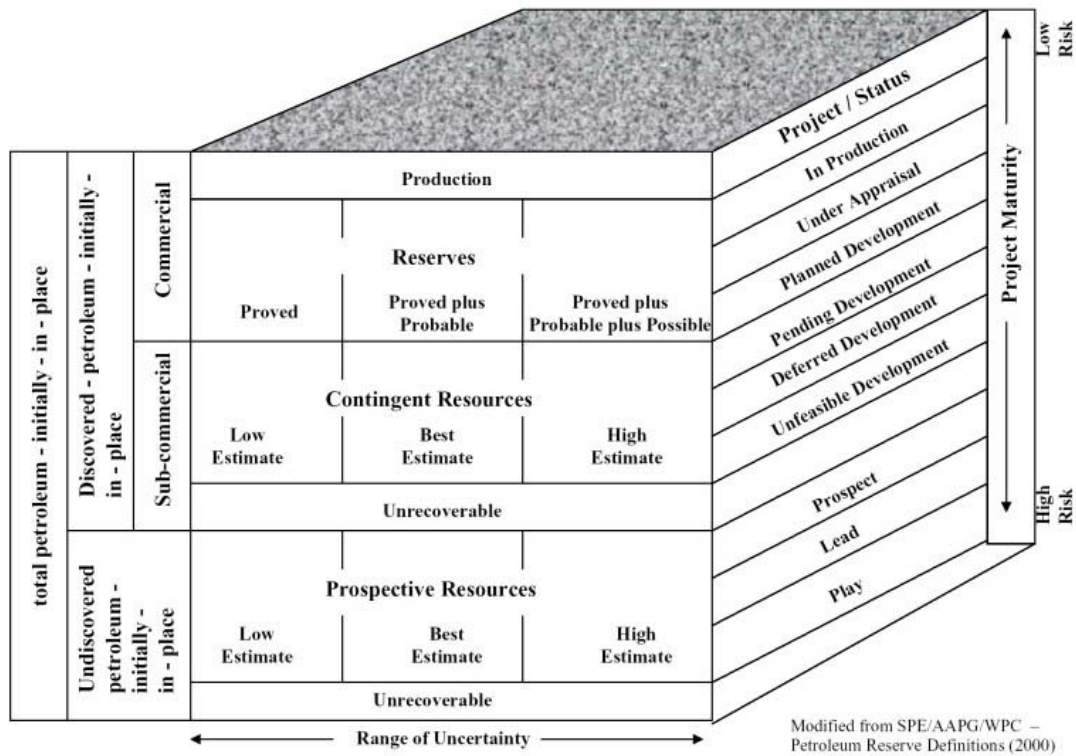 total petroleum - initially - in - place
Discovered - petroleum - initially -
in - place
Commercial
Sub-commercial
Undiscovered
petroleum -
initially -
in - place
Production
Reserves
Proved
Proved plus
Probable
Proved plus
Probable plus Possible
Contingent Resources
Low
Estimate
Best
Estimate
High
Estimate
Unrecoverable
Prospective Resources
Low
Estimate
Best
Estimate
High
Estimate
Unrecoverable
Range of Uncertainty
Project / Status
In Production
Under Appraisal
Planned Development
Pending Development
Deferred Development
Unfeasible Development
Prospect
Lead
Play
Project Maturity
Low
Risk
High
Risk
Modified from SPE/AAPG/WPC –
Petroleum Reserve Definitions (2000)